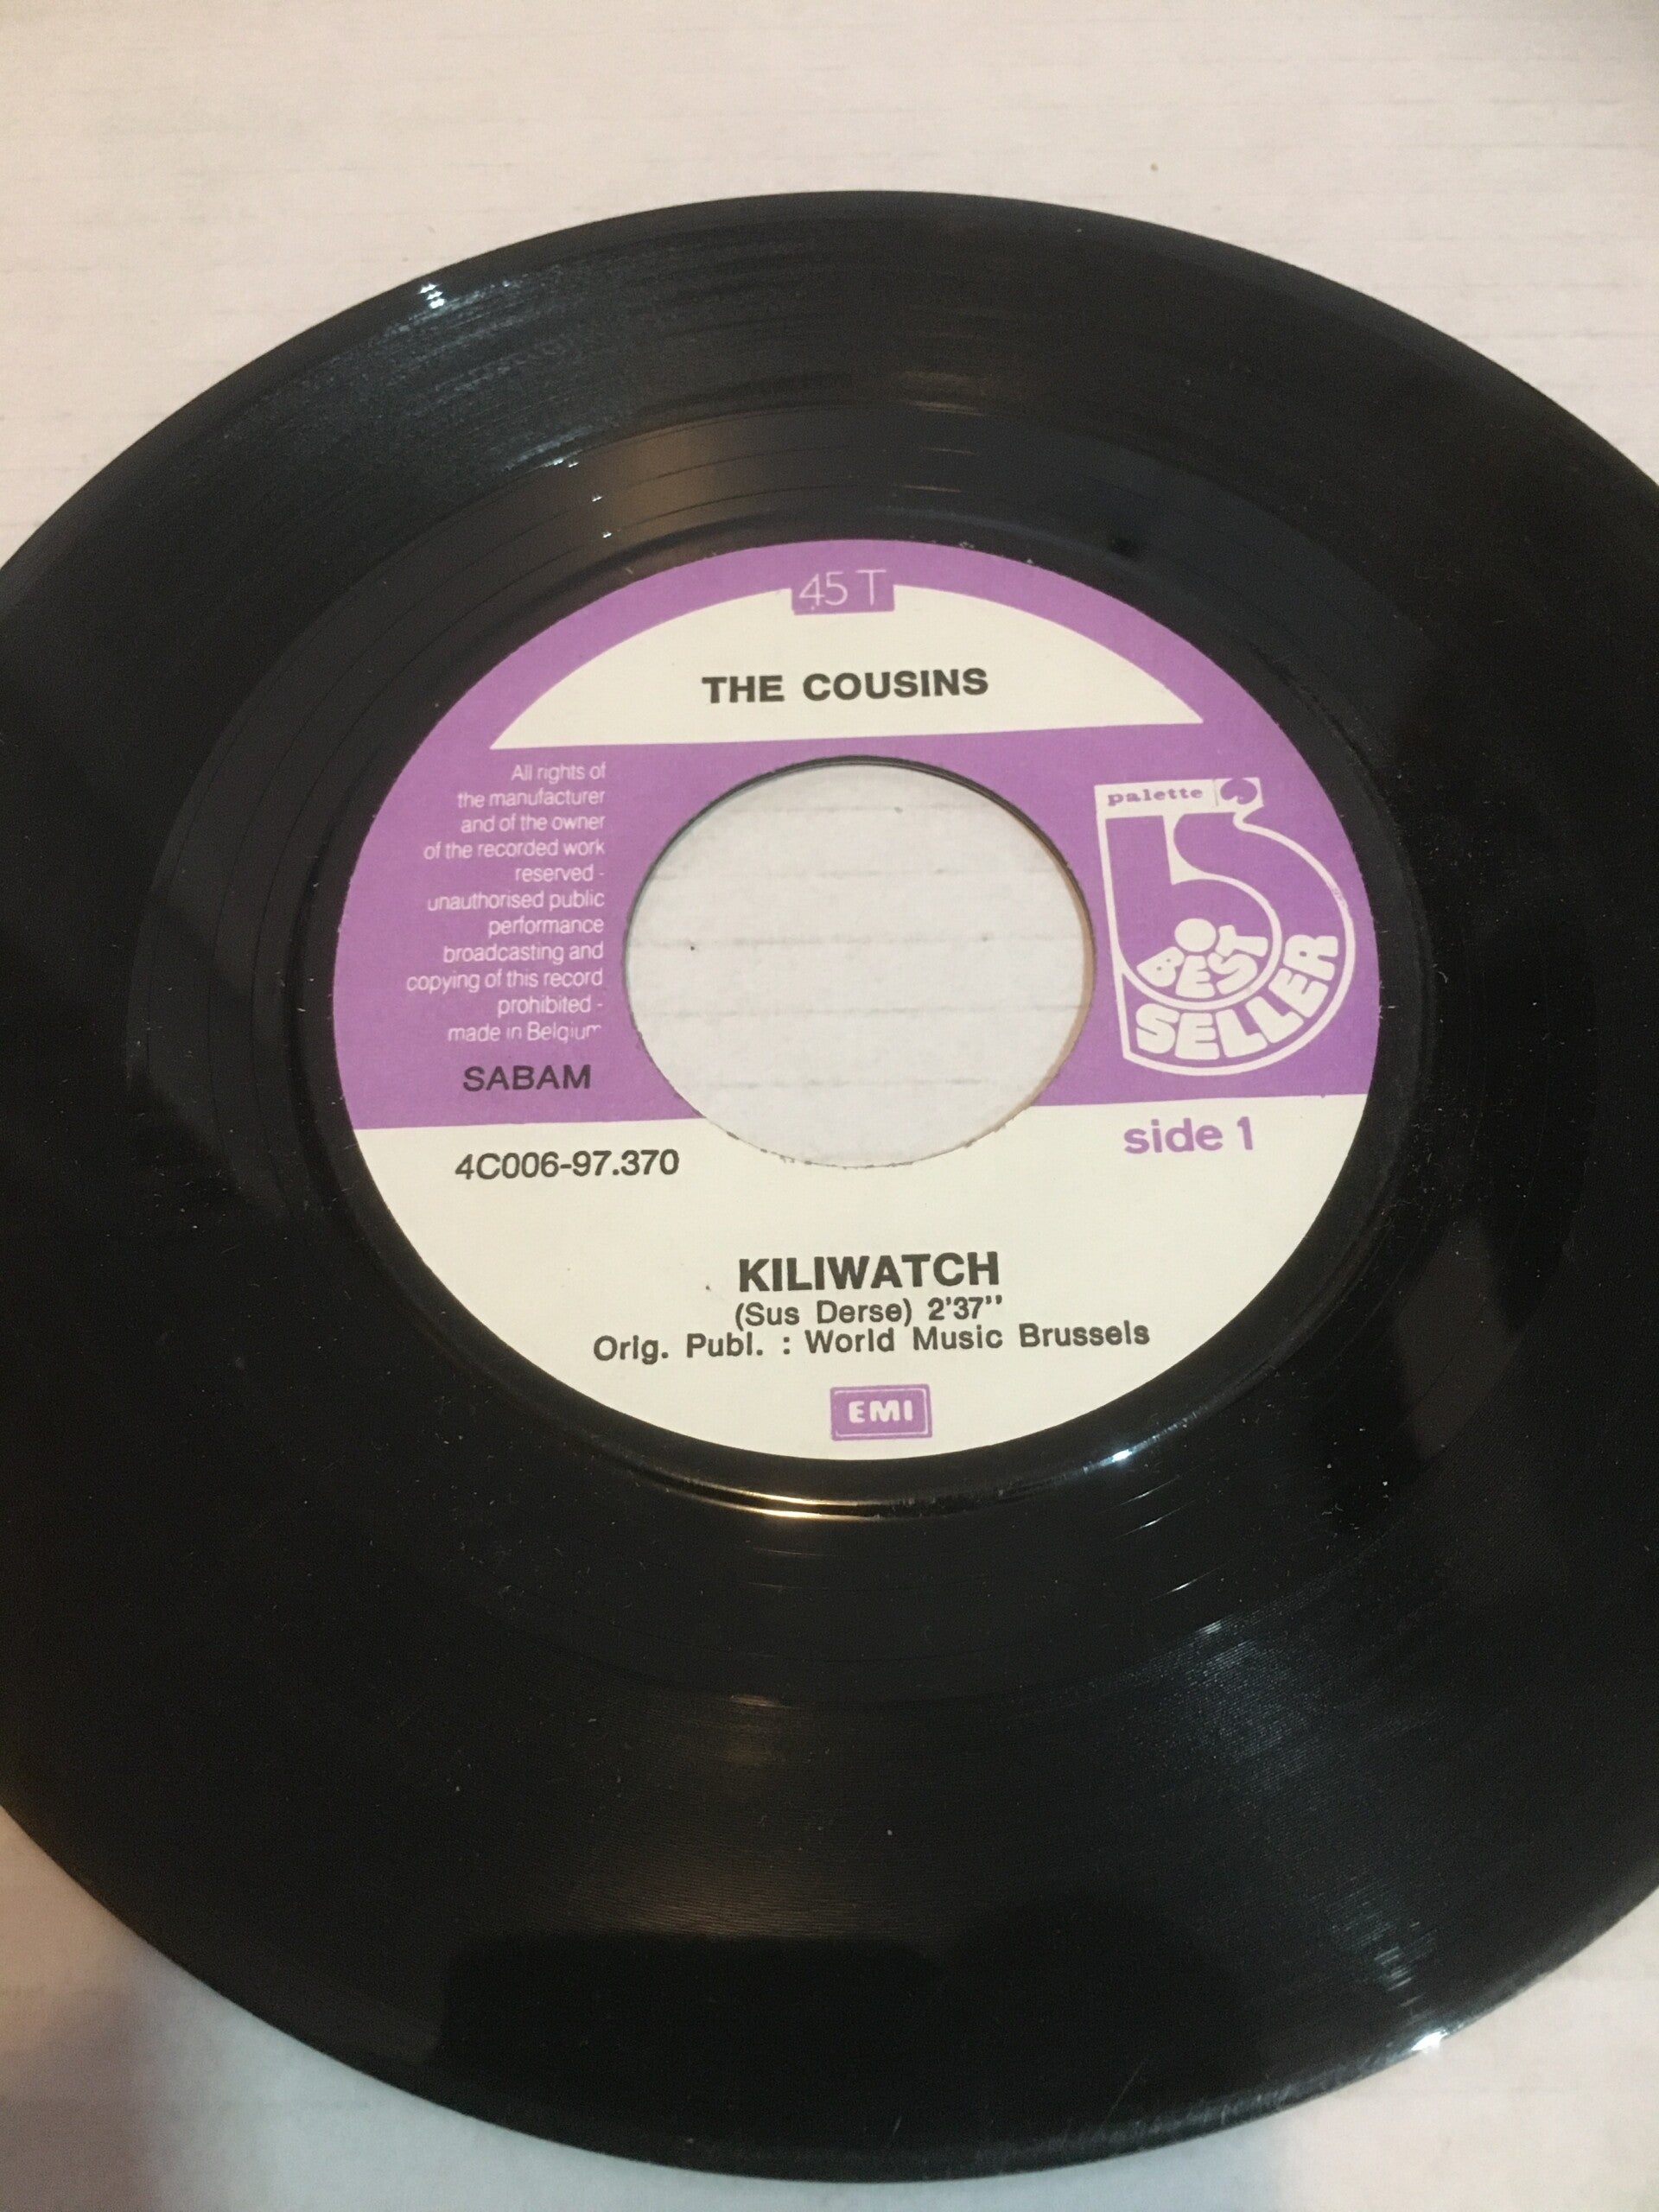 45 T
THE COUSINS
All rights of
the manufacturer
and of the owner
of the recorded work
reserved -
unauthorised public
performance
broadcasting and
copying of this record
prohibited -
made in Belgium
SABAM
palette
BEST
SELLER
4C006-97.370
side 1
KILIWATCH
(Sus Derse) 2'37''
Orig. Publ. : World Music Brussels
EMI